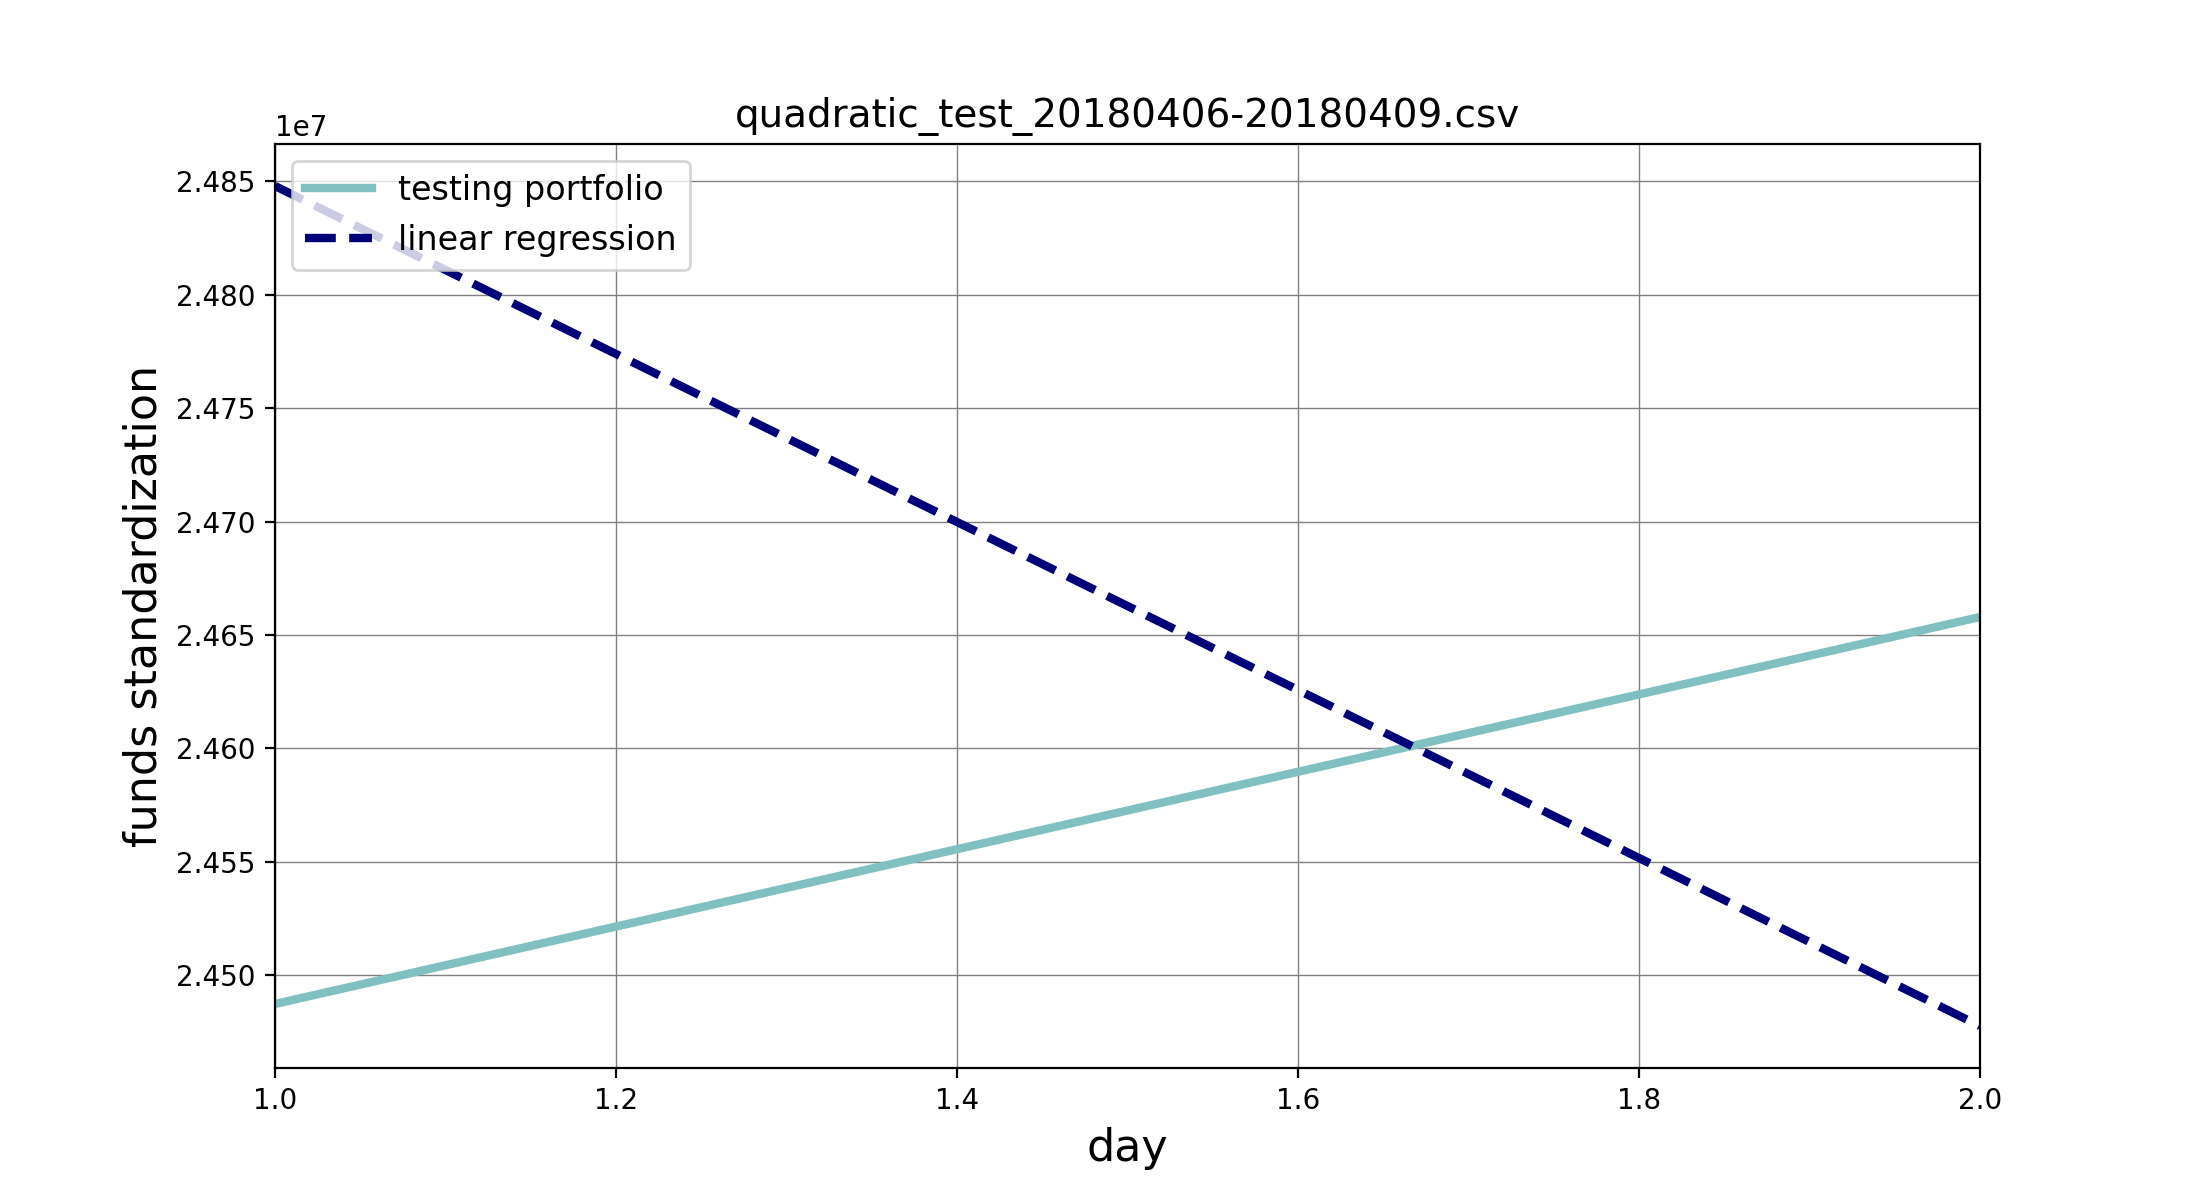 quadratic_test_20180406-20180409.csv
1e7
testing portfolio
linear regression
funds standardization
2.485
2.480
2.475
2.470
2.465
2.460
2.455
2.450
1.0 1.2 1.4 1.6 1.8 2.0
day